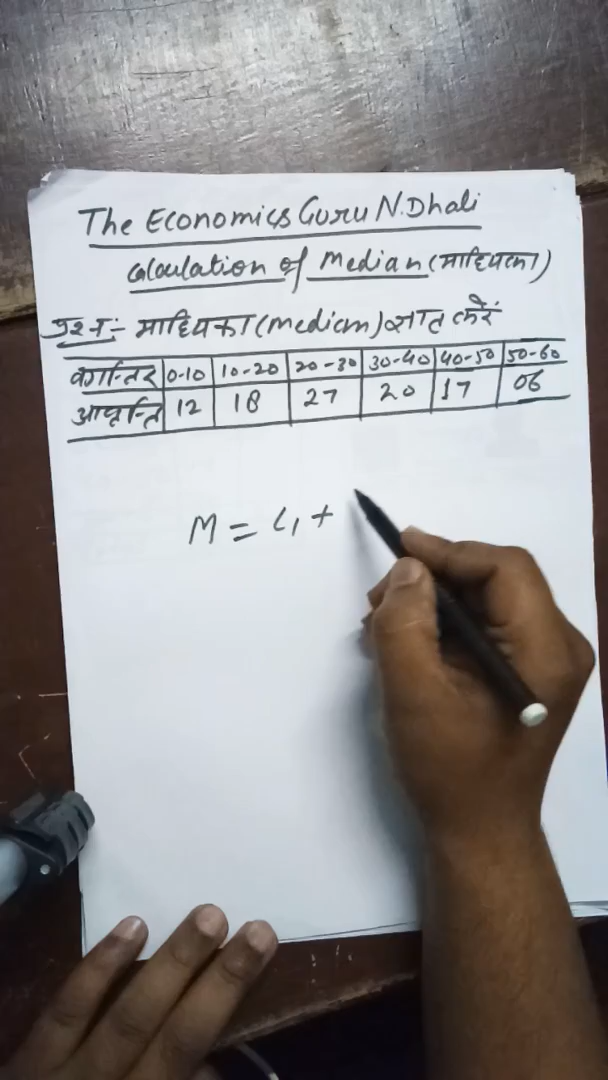 The Economics Guru N.Dhali
Calculation of Median (माध्यिका)
प्रश्न:- माध्यिका (median) ज्ञात करें
वर्गान्तर 0-10 10-20 20-30 30-40 40-50 50-60
आवृत्ति 12 18 27 20 17 06
M = L₁ +